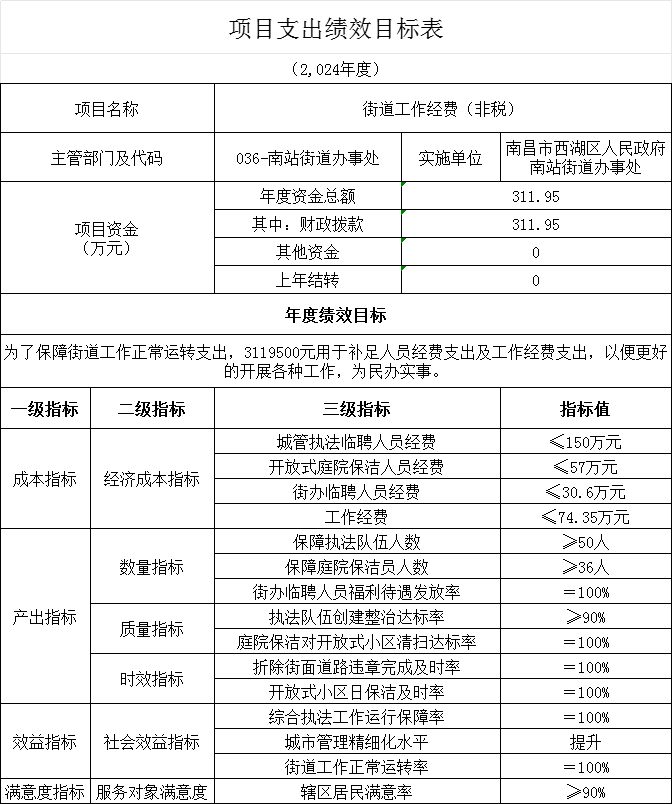 项目支出绩效目标表
（2,024年度）
项目名称 街道工作经费（非税）
主管部门及代码 036-南站街道办事处 实施单位 南昌市西湖区人民政府
南站街道办事处
项目资金
（万元）
年度资金总额 311.95
其中：财政拨款 311.95
其他资金 0
上年结转 0
年度绩效目标
为了保障街道工作正常运转支出，3119500元用于补足人员经费支出及工作经费支出，以便更好
的开展各种工作，为民办实事。
一级指标 二级指标 三级指标 指标值
成本指标 经济成本指标 城管执法临聘人员经费 ≤150万元
开放式庭院保洁人员经费 ≤57万元
街办临聘人员经费 ≤30.6万元
工作经费 ≤74.35万元
产出指标 数量指标 保障执法队伍人数 ≥50人
保障庭院保洁员人数 ≥36人
街办临聘人员福利待遇发放率 ＝100%
质量指标 执法队伍创建整治达标率 ≥90%
庭院保洁对开放式小区清扫达标率 ＝100%
时效指标 折除街面道路违章完成及时率 ＝100%
开放式小区日保洁及时率 ＝100%
效益指标 社会效益指标 综合执法工作运行保障率 ＝100%
城市管理精细化水平 提升
街道工作正常运转率 ＝100%
满意度指标 服务对象满意度 辖区居民满意率 ≥90%